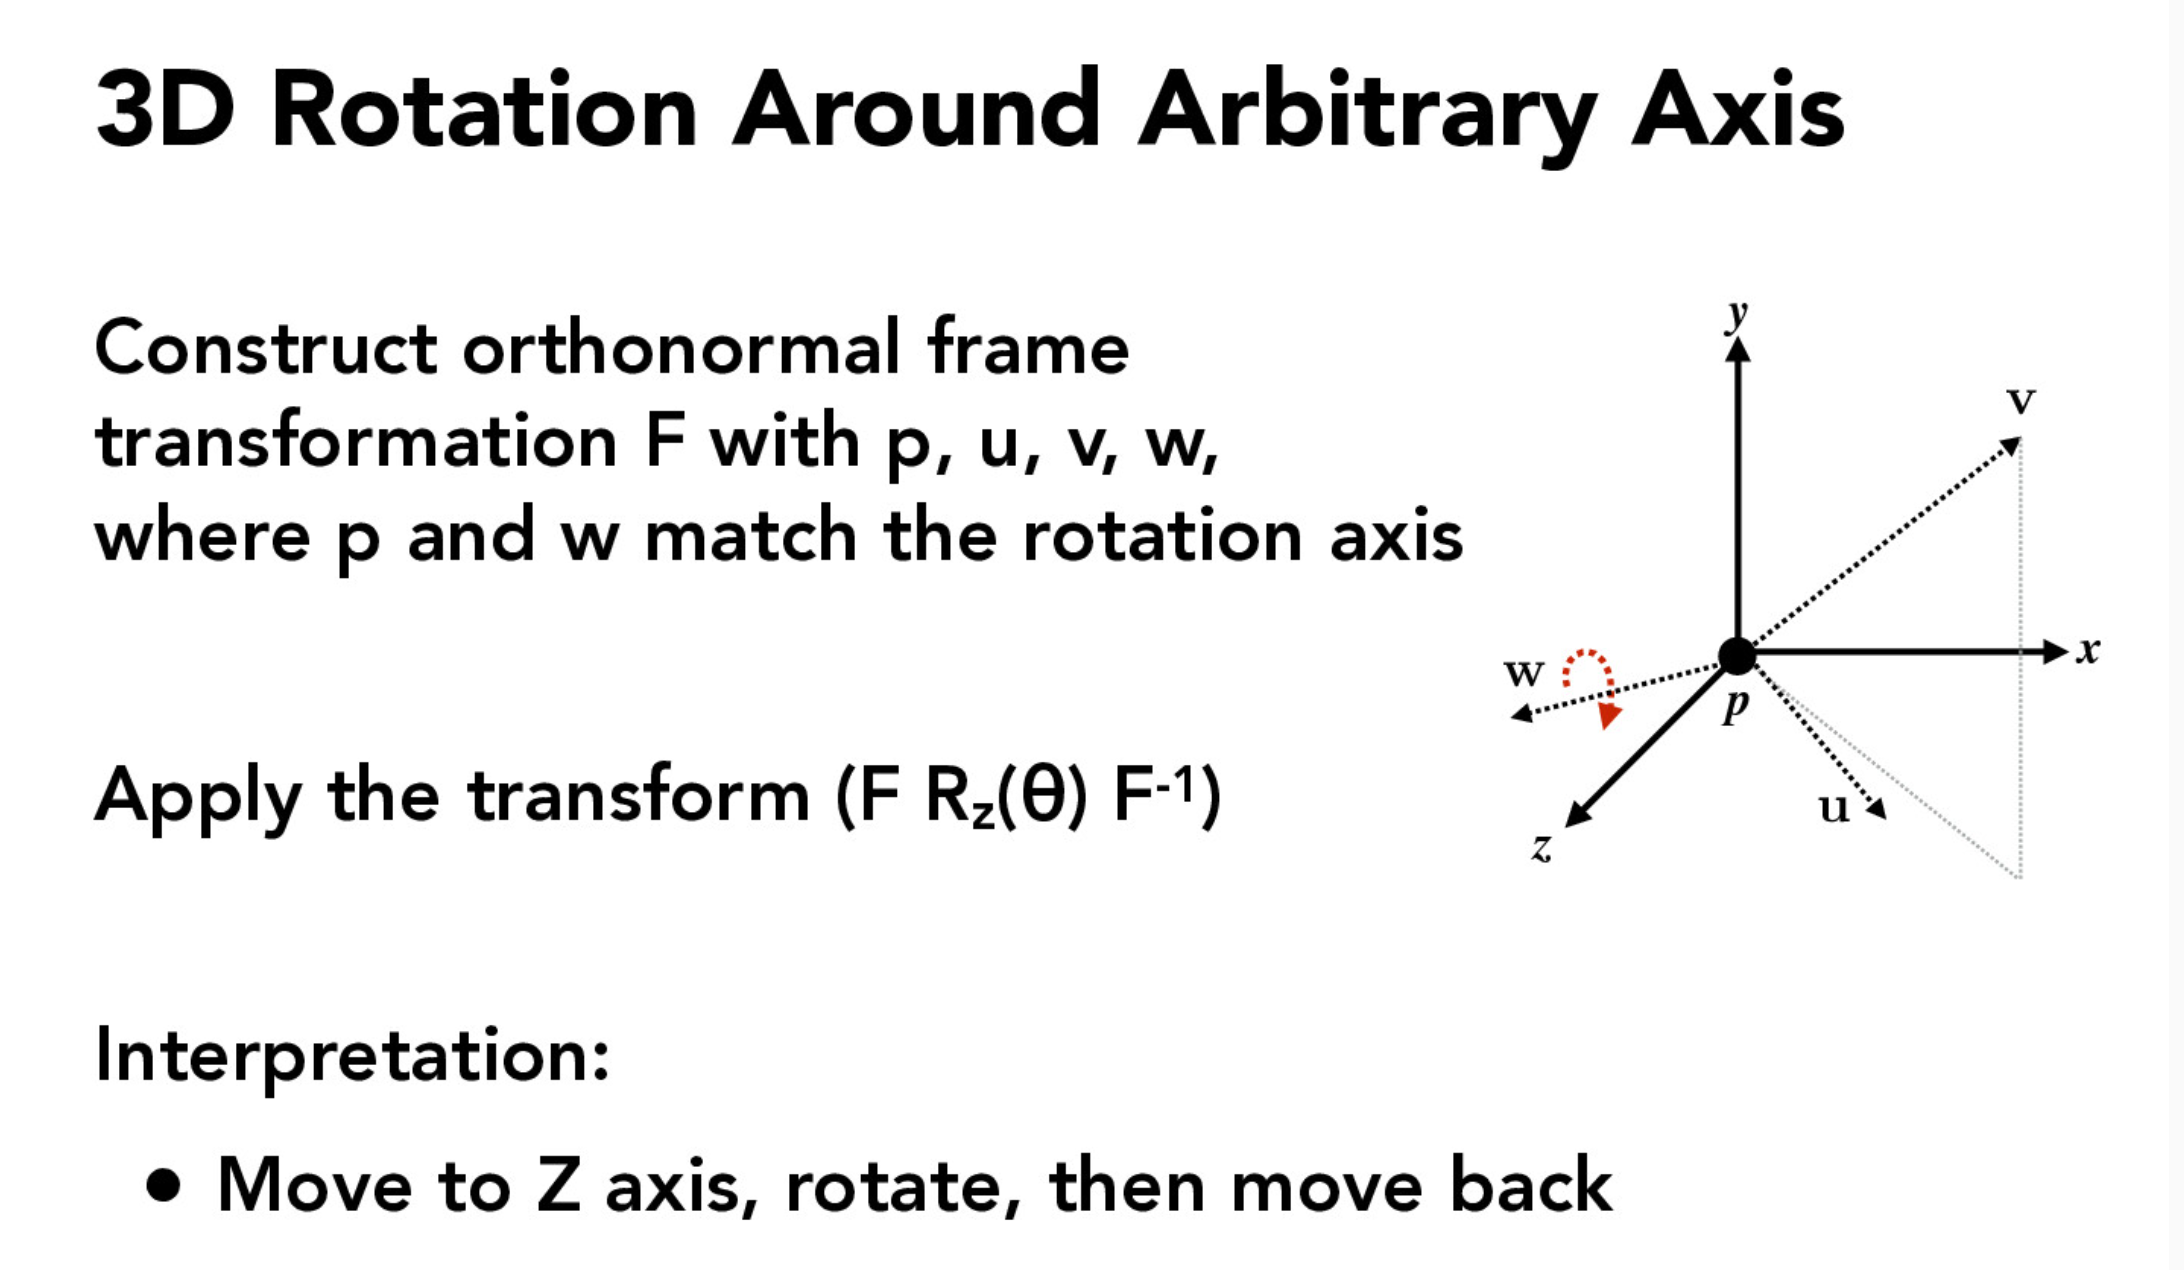 3D Rotation Around Arbitrary Axis
Construct orthonormal frame
transformation F with p, u, v, w,
where p and w match the rotation axis
Apply the transform (F R_z(θ) F⁻¹)
Interpretation:
• Move to Z axis, rotate, then move back
y
v
x
w
p
u
z